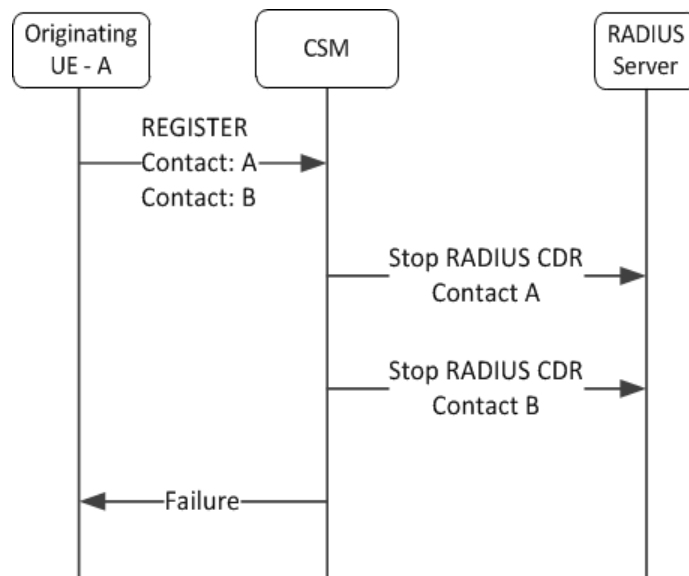 Originating
UE - A
CSM
RADIUS
Server
REGISTER
Contact: A
Contact: B
Stop RADIUS CDR
Contact A
Stop RADIUS CDR
Contact B
Failure